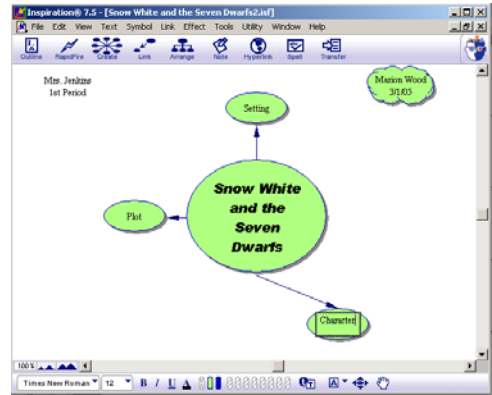 Inspiration® 7.5 - [Snow White and the Seven Dwarfs2.isf]
File Edit View Text Symbol Link Effect Tools Utility Window Help
Outline RapidFire Create Link Arrange Note Hyperlink Spell Transfer
Mrs. Jenkins
1st Period
Marion Wood
3/1/05
Setting
Snow White
and the
Seven
Dwarfs
Plot
Character
100%
Times New Roman 12 B I U A